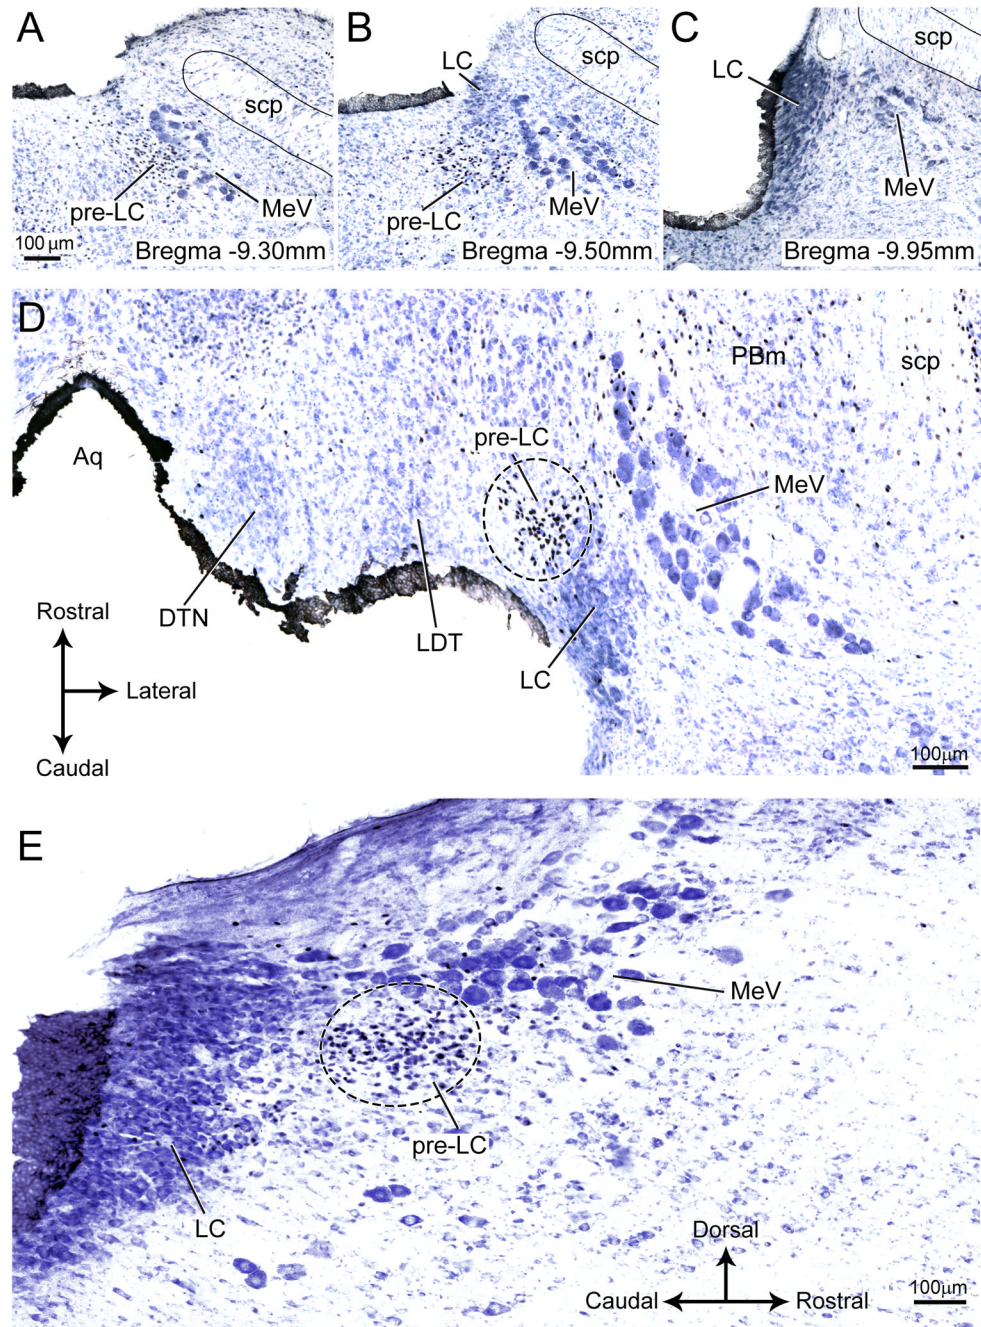 A
scp
pre-LC
MeV
100 μm
Bregma -9.30mm
B
LC
scp
pre-LC
MeV
Bregma -9.50mm
C
LC
scp
MeV
Bregma -9.95mm
D
PBm
scp
pre-LC
Aq
MeV
DTN
LDT
LC
Rostral
Lateral
Caudal
100μm
E
MeV
pre-LC
LC
Dorsal
Caudal
Rostral
100μm